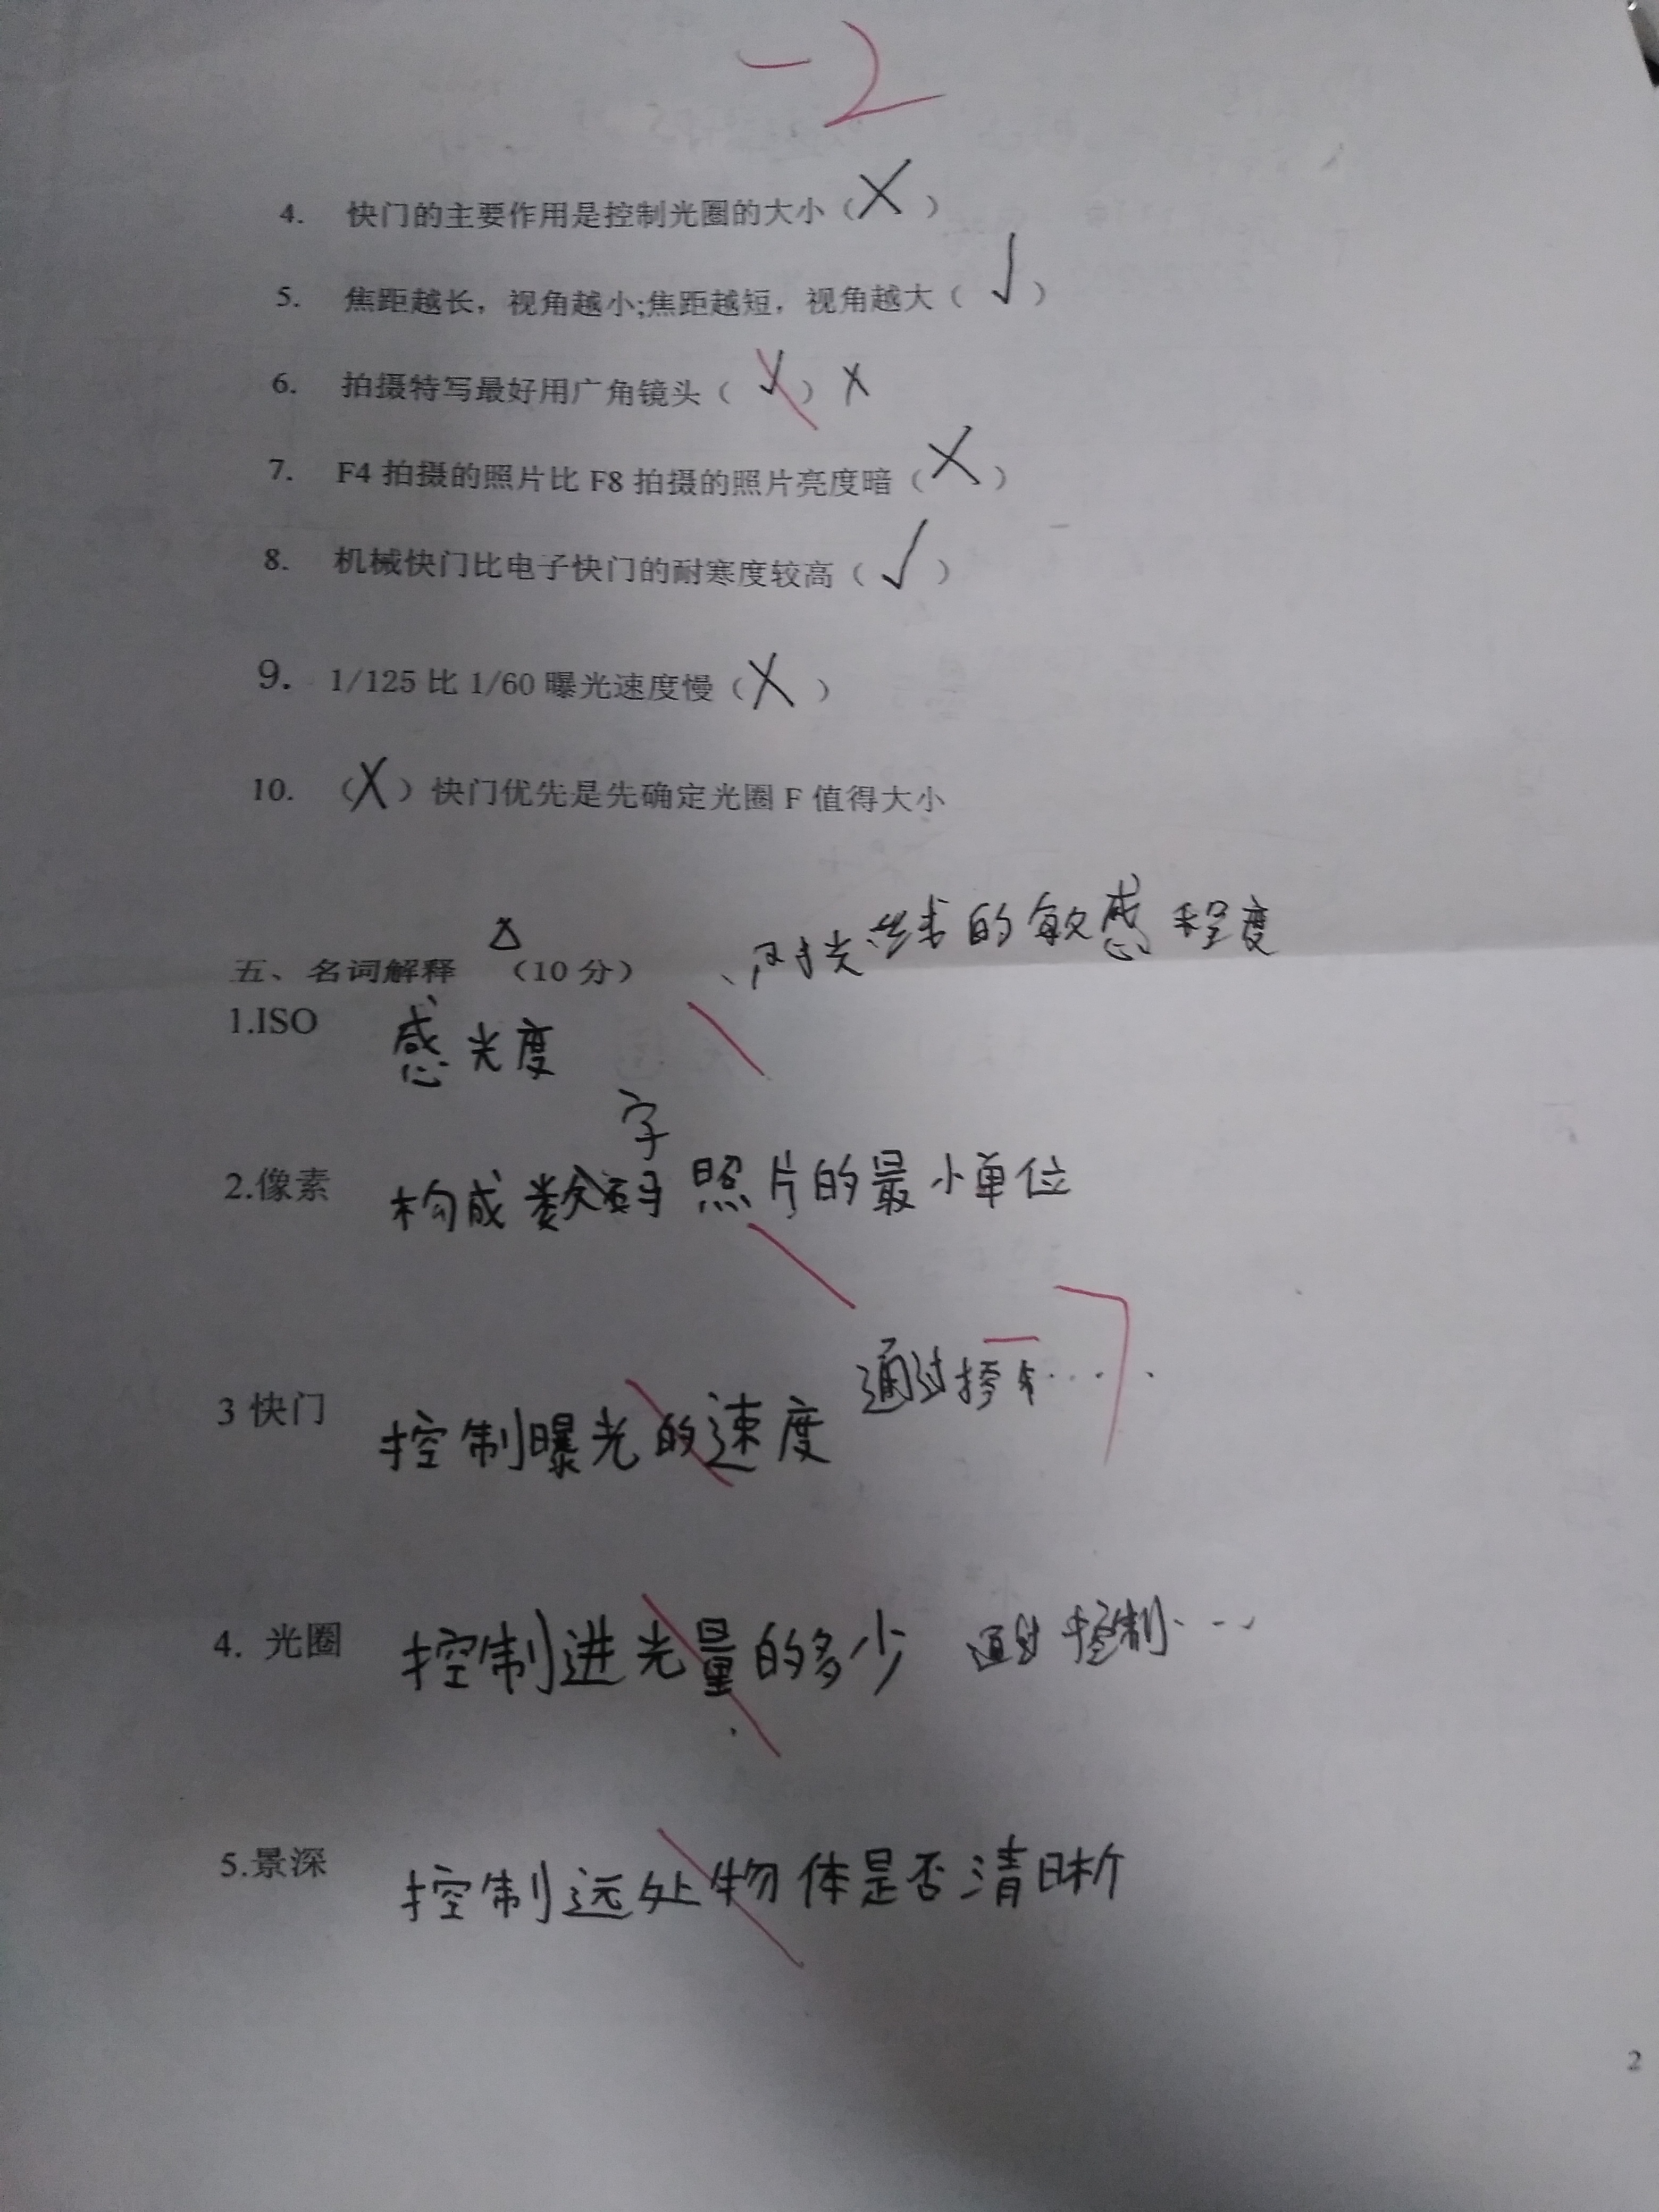 -2
4. 快门的主要作用是控制光圈的大小（X）
5. 焦距越长，视角越小;焦距越短，视角越大（√）
6. 拍摄特写最好用广角镜头（√）X
7. F4 拍摄的照片比 F8 拍摄的照片亮度暗（X）
8. 机械快门比电子快门的耐寒度较高（√）
9. 1/125 比 1/60 曝光速度慢（X）
10. （X）快门优先是先确定光圈 F 值得大小
五、名词解释 （10 分）
、对光线的敏感程度
1.ISO 感光度
字
2.像素 构成数码照片的最小单位
通过
3 快门 控制曝光的速度
4. 光圈 控制进光量的多少 通过控制……
5.景深 控制远处物体是否清晰
2